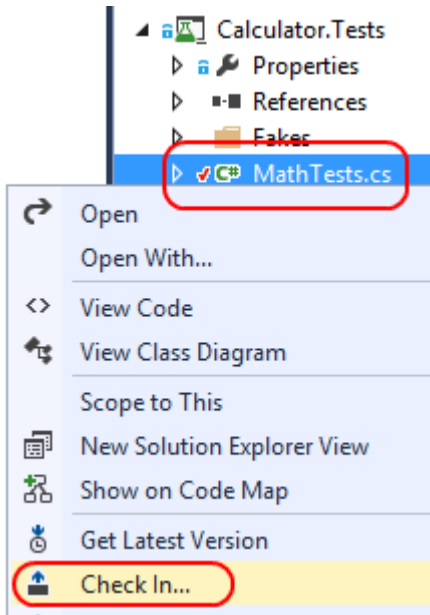 Calculator.Tests
Properties
References
Fakes
C# MathTests.cs
Open
Open With...
View Code
View Class Diagram
Scope to This
New Solution Explorer View
Show on Code Map
Get Latest Version
Check In...